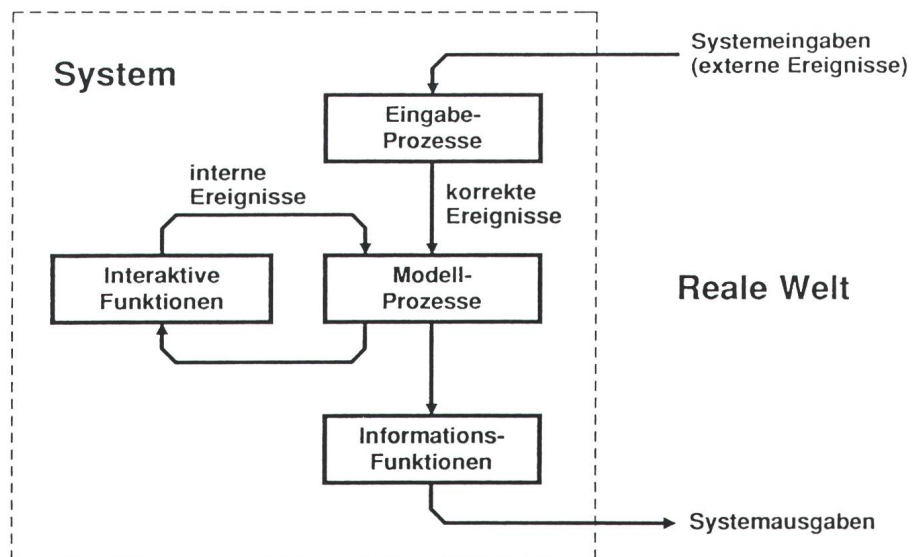 Systemeingaben
(externe Ereignisse)
System
Eingabe-
Prozesse
interne
Ereignisse
korrekte
Ereignisse
Interaktive
Funktionen
Modell-
Prozesse
Reale Welt
Informations-
Funktionen
Systemausgaben